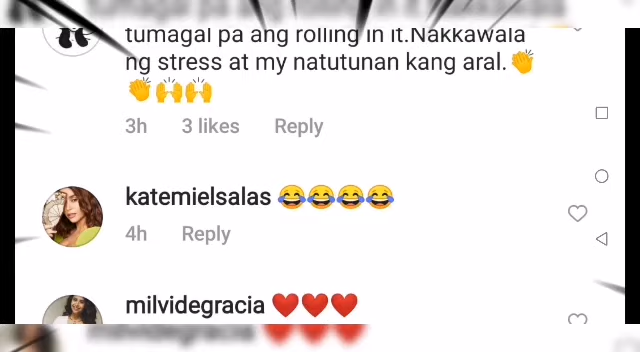 tumagal pa ang rolling in it.Nakkawala
ng stress at my natutunan kang aral.👏
👏🙌🙌
3h 3 likes Reply
katemielsalas 😂😂😂😂
4h Reply
milvidegracia ❤️❤️❤️
milvidegracia ❤️❤️❤️